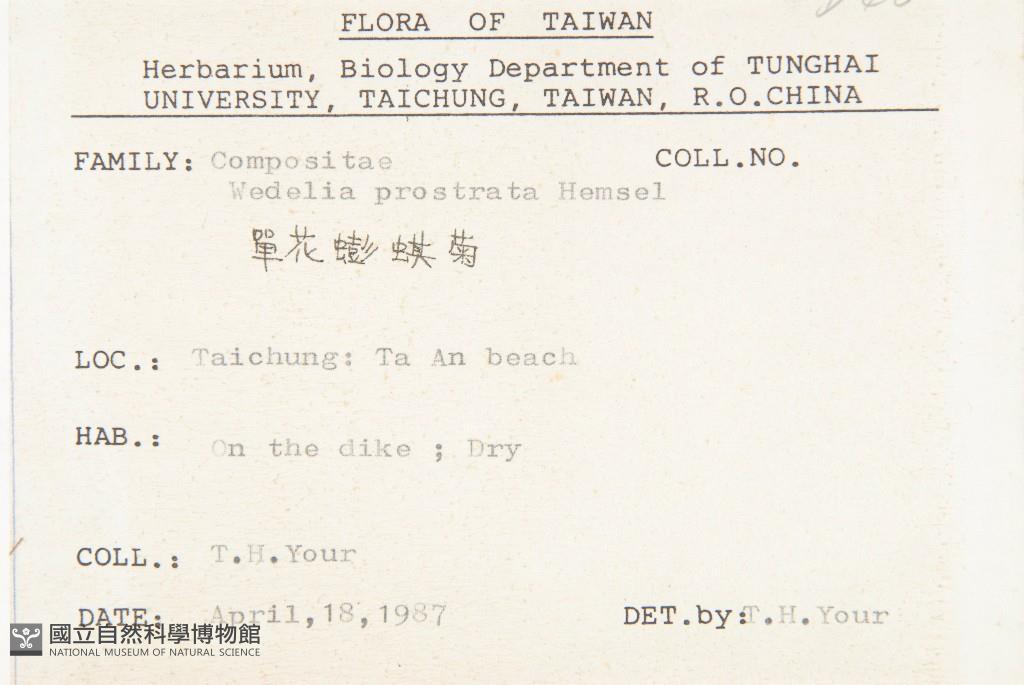 FLORA OF TAIWAN
Herbarium, Biology Department of TUNGHAI
UNIVERSITY, TAICHUNG, TAIWAN, R.O.CHINA
FAMILY: Compositae COLL.NO.
Wedelia prostrata Hemsel
單花蟛蜞菊
LOC.: Taichung: Ta An beach
HAB.: On the dike ; Dry
COLL.: T.H.Your
DATE: April,18,1987 DET.by:T.H.Your
國立自然科學博物館
NATIONAL MUSEUM OF NATURAL SCIENCE